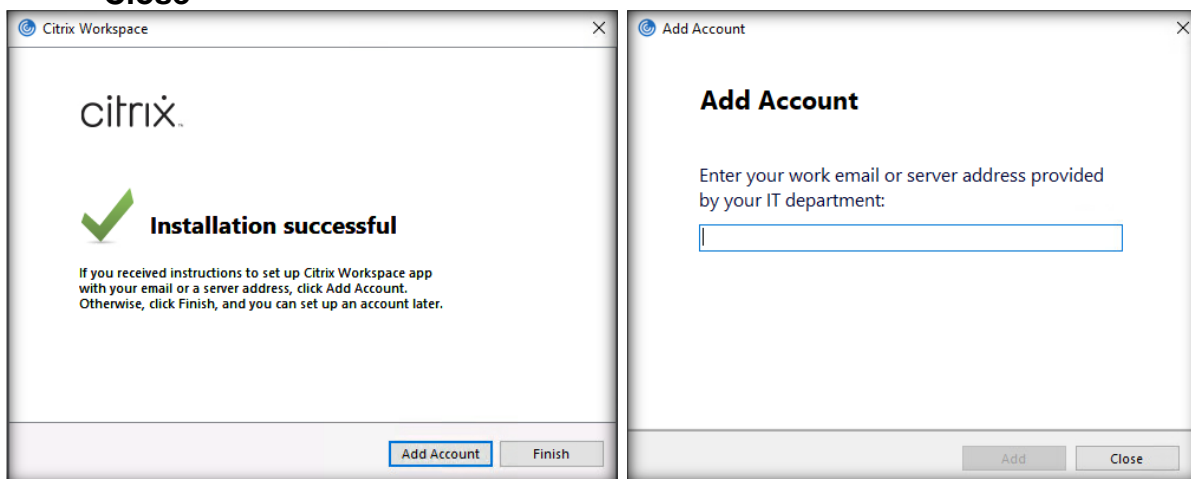 Close
Citrix Workspace
citrix
Installation successful
If you received instructions to set up Citrix Workspace app
with your email or a server address, click Add Account.
Otherwise, click Finish, and you can set up an account later.
Add Account
Finish
Add Account
Add Account
Enter your work email or server address provided
by your IT department:
Add
Close